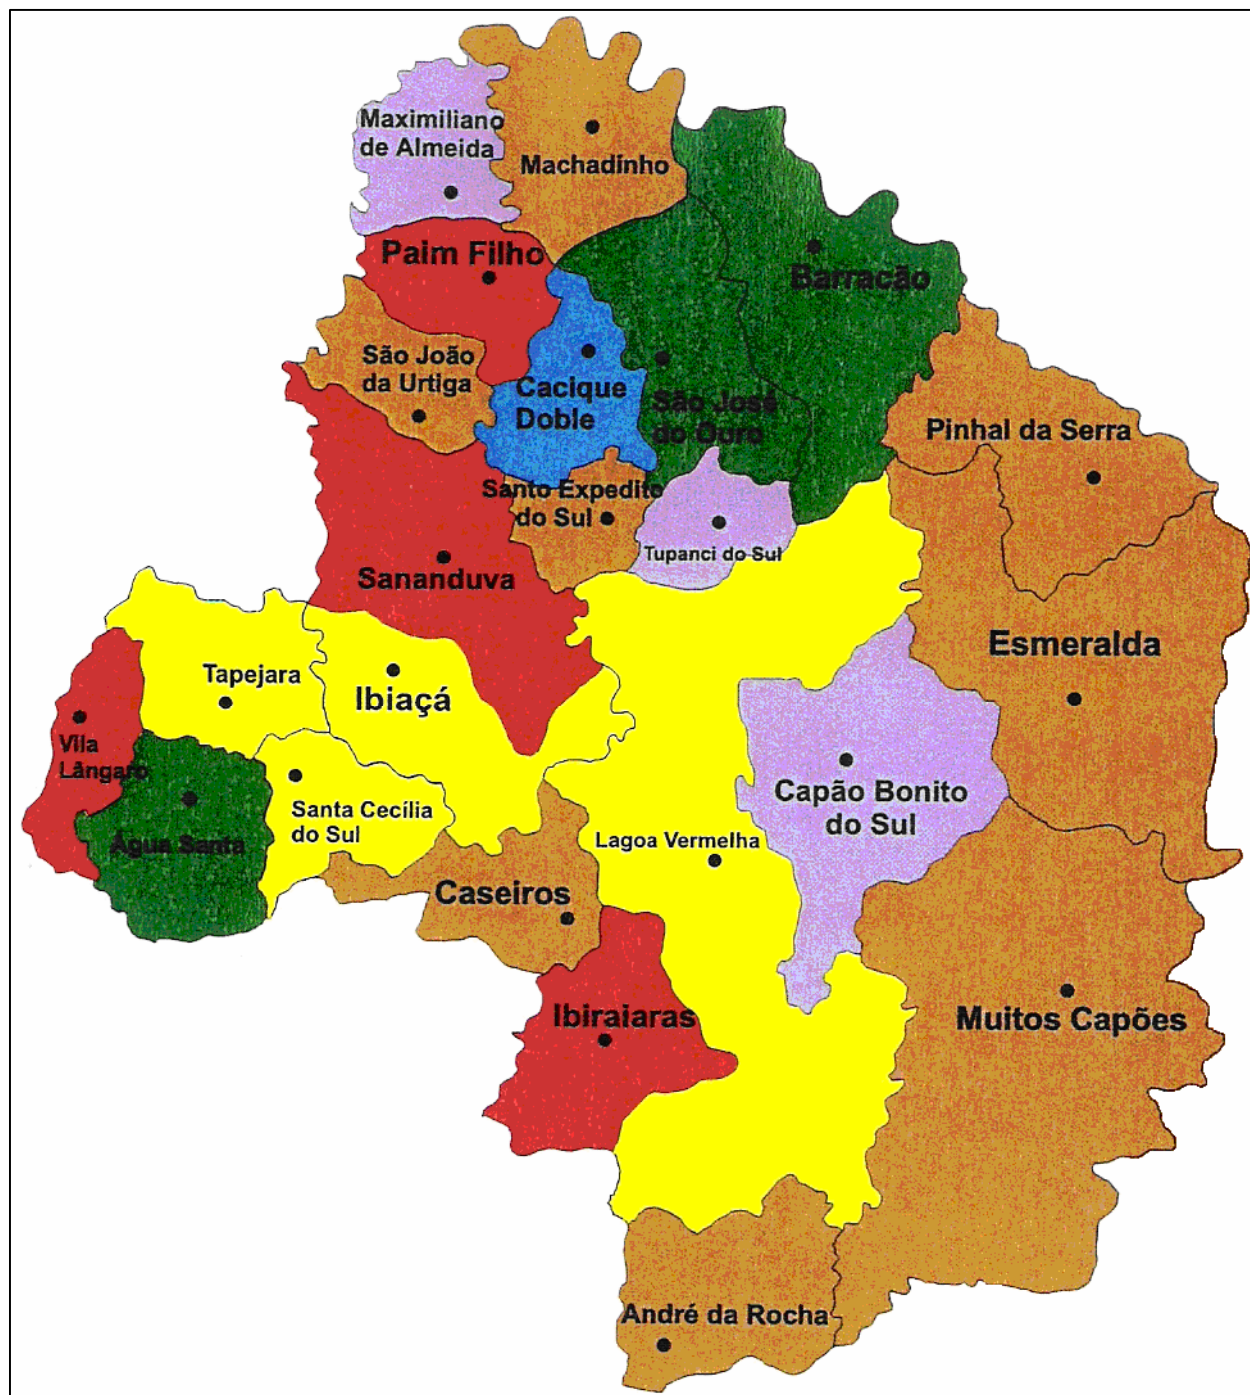 Maximiliano
de Almeida
Machadinho
Paim Filho
Barracão
São João
da Urtiga
Cacique
Doble
São José
do Ouro
Pinhal da Serra
Santo Expedito
do Sul
Tupanci do Sul
Sananduva
Esmeralda
Tapejara
Ibiaçá
Vila
Lângaro
Capão Bonito
do Sul
Santa Cecília
do Sul
Água Santa
Lagoa Vermelha
Caseiros
Ibiraiaras
Muitos Capões
André da Rocha